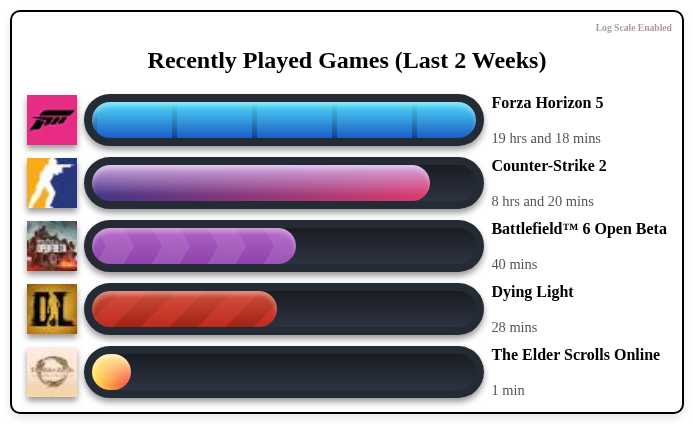 Log Scale Enabled
Recently Played Games (Last 2 Weeks)
Forza Horizon 5
19 hrs and 18 mins
Counter-Strike 2
8 hrs and 20 mins
Battlefield™ 6 Open Beta
40 mins
DL
Dying Light
28 mins
The Elder Scrolls Online
1 min